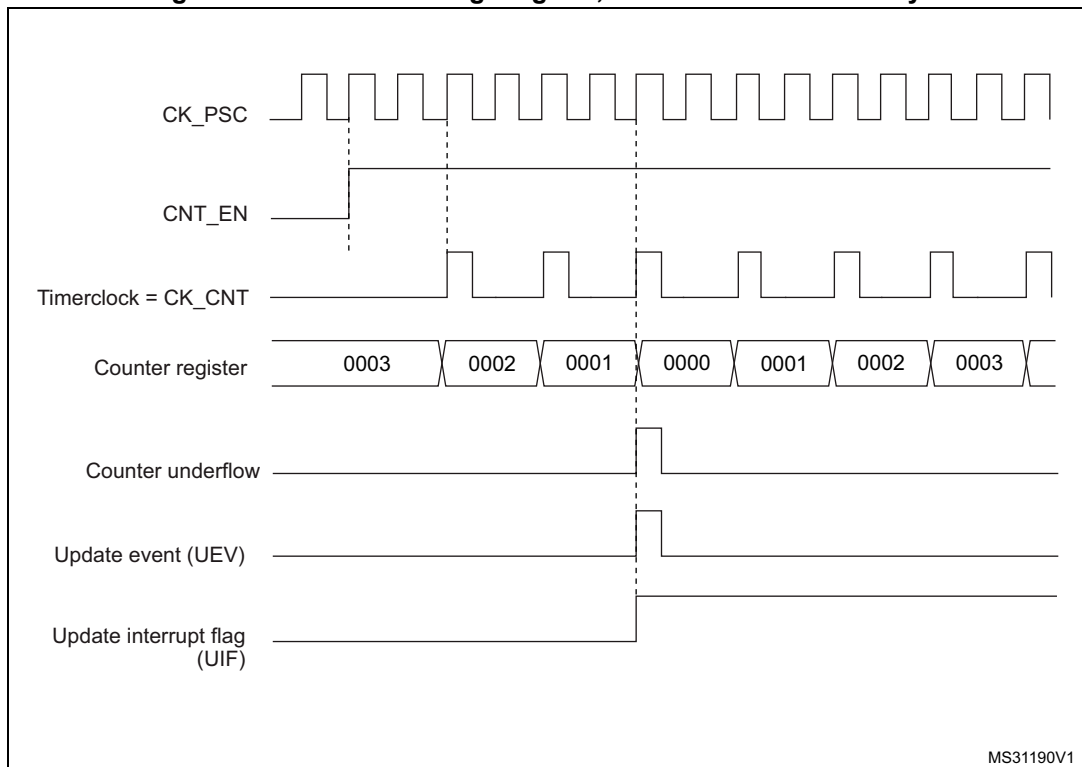 CK_PSC
CNT_EN
Timerclock = CK_CNT
Counter register 0003 0002 0001 0000 0001 0002 0003
Counter underflow
Update event (UEV)
Update interrupt flag
(UIF)
MS31190V1